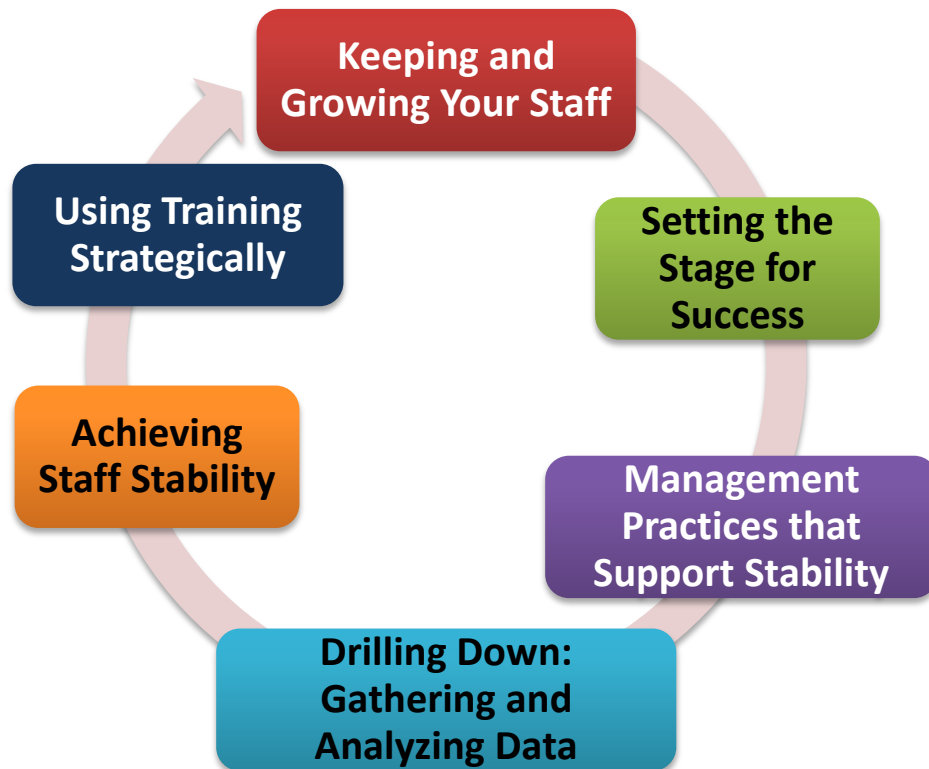 Keeping and
Growing Your Staff
Setting the
Stage for
Success
Management
Practices that
Support Stability
Drilling Down:
Gathering and
Analyzing Data
Achieving
Staff Stability
Using Training
Strategically